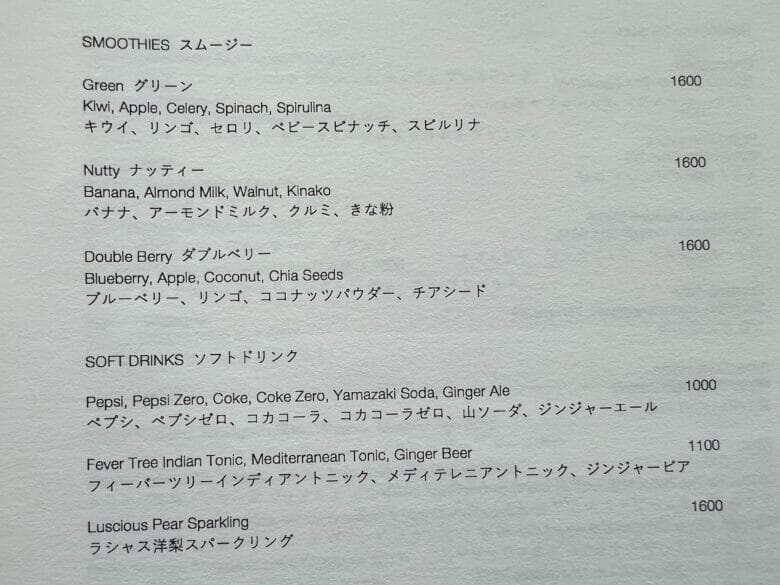 SMOOTHIES スムージー
Green グリーン 1600
Kiwi, Apple, Celery, Spinach, Spirulina
キウイ、リンゴ、セロリ、ベビースピナッチ、スピルリナ
Nutty ナッティー 1600
Banana, Almond Milk, Walnut, Kinako
バナナ、アーモンドミルク、クルミ、きな粉
Double Berry ダブルベリー 1600
Blueberry, Apple, Coconut, Chia Seeds
ブルーベリー、リンゴ、ココナッツパウダー、チアシード
SOFT DRINKS ソフトドリンク
Pepsi, Pepsi Zero, Coke, Coke Zero, Yamazaki Soda, Ginger Ale 1000
ペプシ、ペプシゼロ、コカコーラ、コカコーラゼロ、山ソーダ、ジンジャーエール
Fever Tree Indian Tonic, Mediterranean Tonic, Ginger Beer 1100
フィーバーツリーインディアントニック、メディテレニアントニック、ジンジャービア
Luscious Pear Sparkling 1600
ラシャス洋梨スパークリング